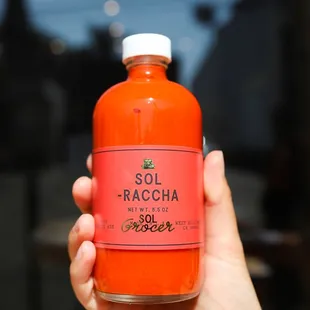 SOL
-RACCHA
NET WT. 8.5 OZ
SOL
Grocer